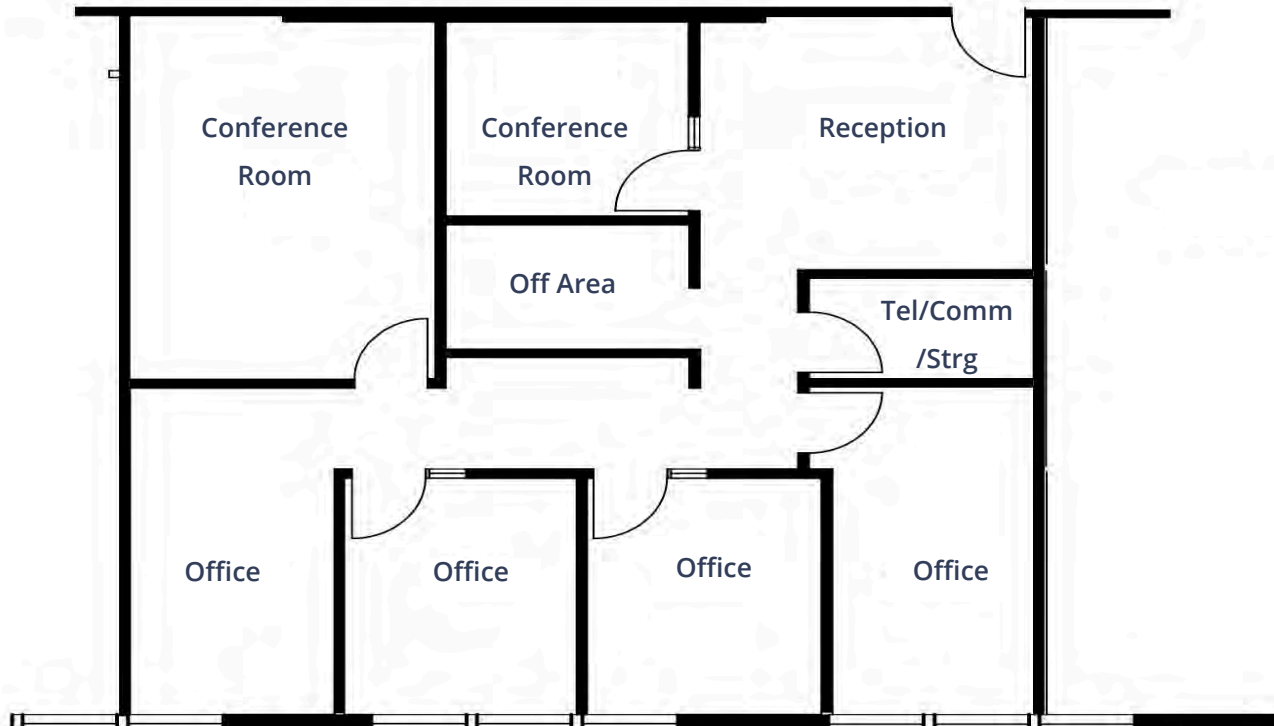 Conference
Room
Conference
Room
Reception
Off Area
Tel/Comm
/Strg
Office
Office
Office
Office